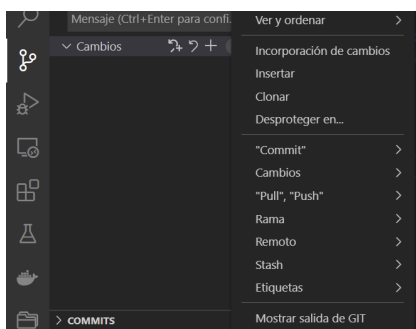 Mensaje (Ctrl+Enter para confi.
Cambios
COMMITS
Ver y ordenar
Incorporación de cambios
Insertar
Clonar
Desproteger en...
"Commit"
Cambios
"Pull", "Push"
Rama
Remoto
Stash
Etiquetas
Mostrar salida de GIT